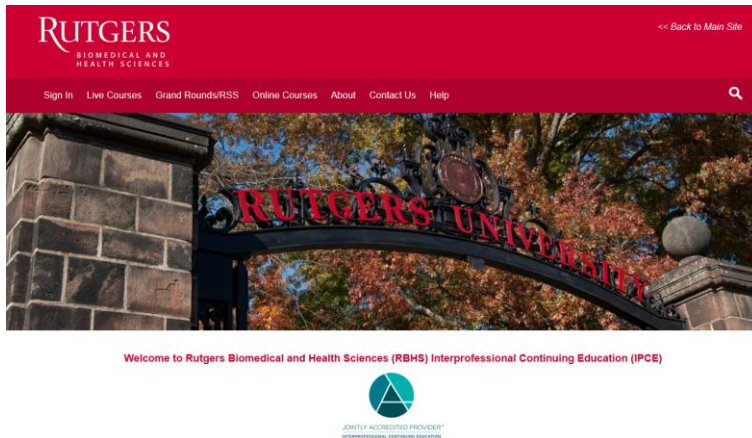 RUTGERS
BIOMEDICAL AND
HEALTH SCIENCES
<< Back to Main Site
Sign In Live Courses Grand Rounds/RSS Online Courses About Contact Us Help
RUTGERS UNIVERSITY
Welcome to Rutgers Biomedical and Health Sciences (RBHS) Interprofessional Continuing Education (IPCE)
JOINTLY ACCREDITED PROVIDER™
INTERPROFESSIONAL CONTINUING EDUCATION